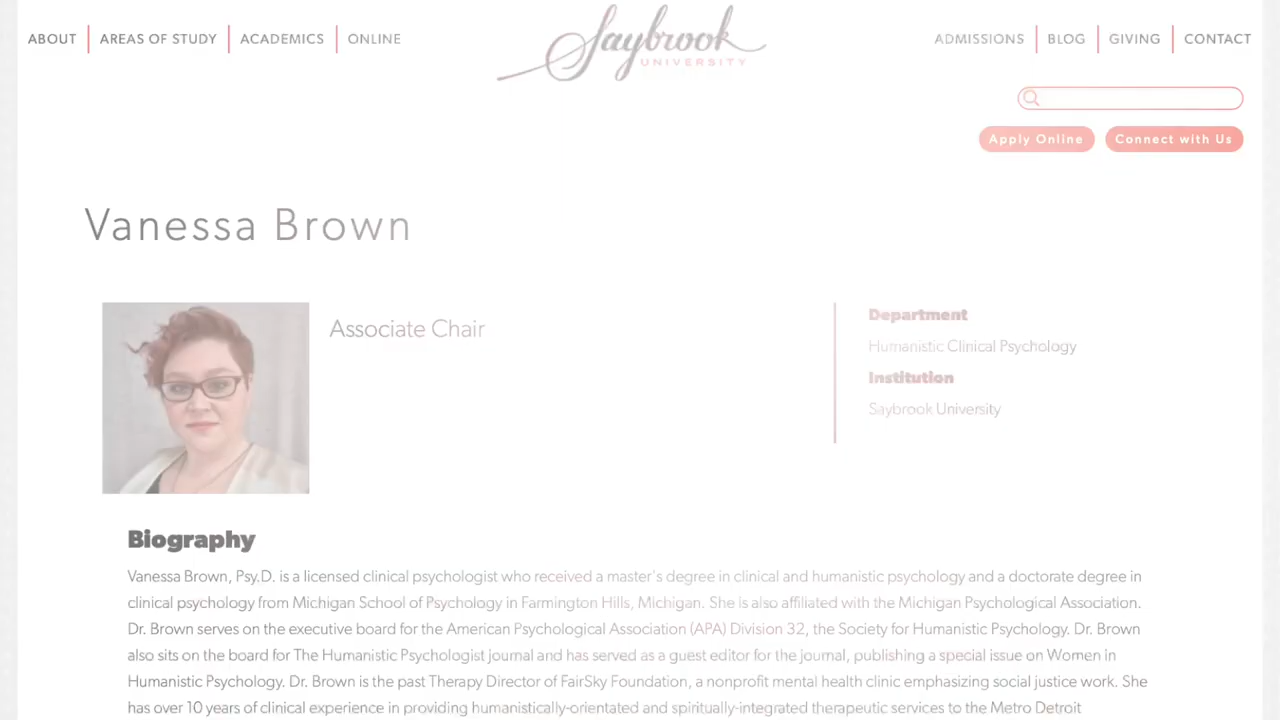 ABOUT AREAS OF STUDY ACADEMICS ONLINE
Saybrook
UNIVERSITY
ADMISSIONS BLOG GIVING CONTACT
Apply Online Connect with Us
Vanessa Brown
Associate Chair
Department
Humanistic Clinical Psychology
Institution
Saybrook University
Biography
Vanessa Brown, Psy.D. is a licensed clinical psychologist who received a master's degree in clinical and humanistic psychology and a doctorate degree in
clinical psychology from Michigan School of Psychology in Farmington Hills, Michigan. She is also affiliated with the Michigan Psychological Association.
Dr. Brown serves on the executive board for the American Psychological Association (APA) Division 32, the Society for Humanistic Psychology. Dr. Brown
also sits on the board for The Humanistic Psychologist journal and has served as a guest editor for the journal, publishing a special issue on Women in
Humanistic Psychology. Dr. Brown is the past Therapy Director of FairSky Foundation, a nonprofit mental health clinic emphasizing social justice work. She
has over 10 years of clinical experience in providing humanistically-oriented and spiritually-integrated therapeutic services to the Metro Detroit